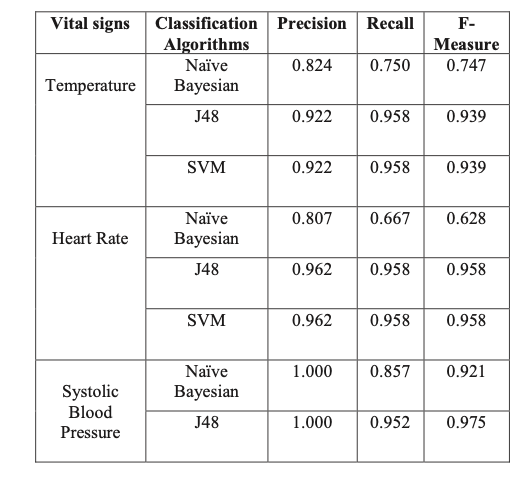 Vital signs Classification Algorithms Precision Recall F-Measure
Temperature Naïve Bayesian 0.824 0.750 0.747
J48 0.922 0.958 0.939
SVM 0.922 0.958 0.939
Heart Rate Naïve Bayesian 0.807 0.667 0.628
J48 0.962 0.958 0.958
SVM 0.962 0.958 0.958
Systolic Blood Pressure Naïve Bayesian 1.000 0.857 0.921
J48 1.000 0.952 0.975